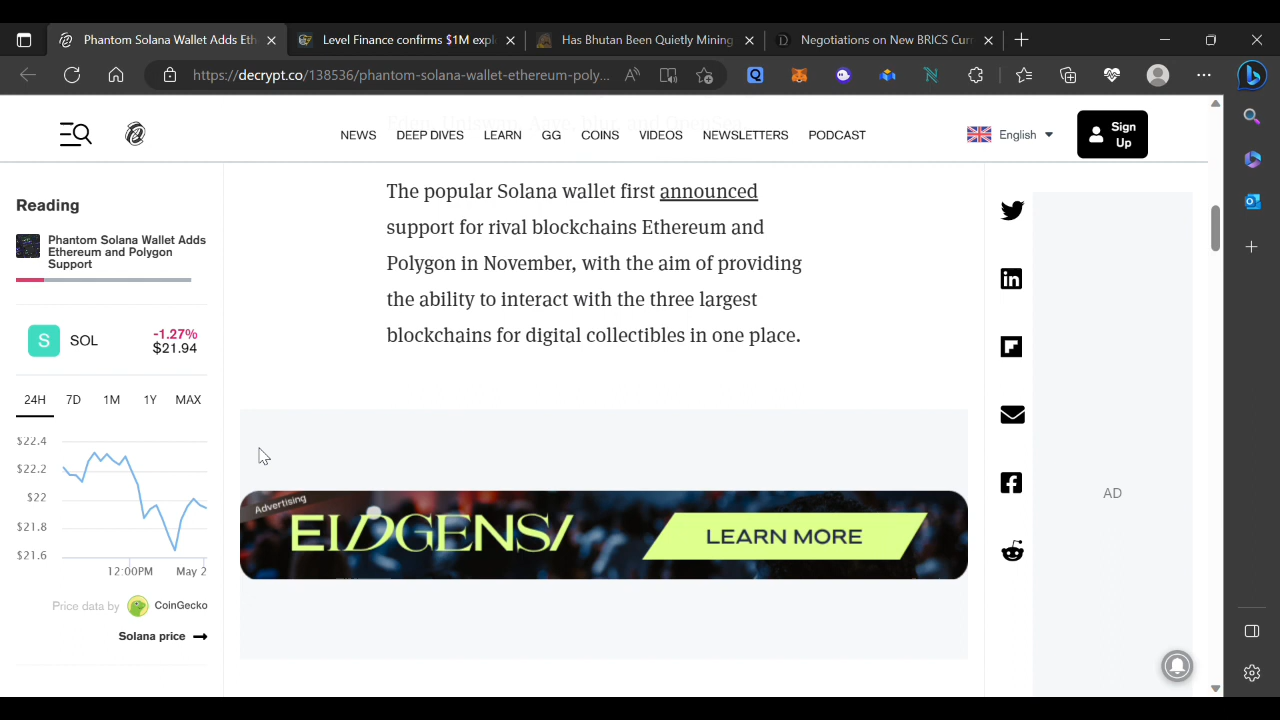 Phantom Solana Wallet Adds Eth
Level Finance confirms $1M expl
Has Bhutan Been Quietly Mining
Negotiations on New BRICS Curr
https://decrypt.co/138536/phantom-solana-wallet-ethereum-poly...
NEWS DEEP DIVES LEARN GG COINS VIDEOS NEWSLETTERS PODCAST
English
Sign
Up
Eden, Uniswap, Aave, Blur, and OpenSea.
Reading
Phantom Solana Wallet Adds
Ethereum and Polygon
Support
S SOL
-1.27%
$21.94
24H 7D 1M 1Y MAX
$22.4
$22.2
$22
$21.8
$21.6
12:00PM May 2
Price data by CoinGecko
Solana price
The popular Solana wallet first announced
support for rival blockchains Ethereum and
Polygon in November, with the aim of providing
the ability to interact with the three largest
blockchains for digital collectibles in one place.
Advertising
LEARN MORE
AD